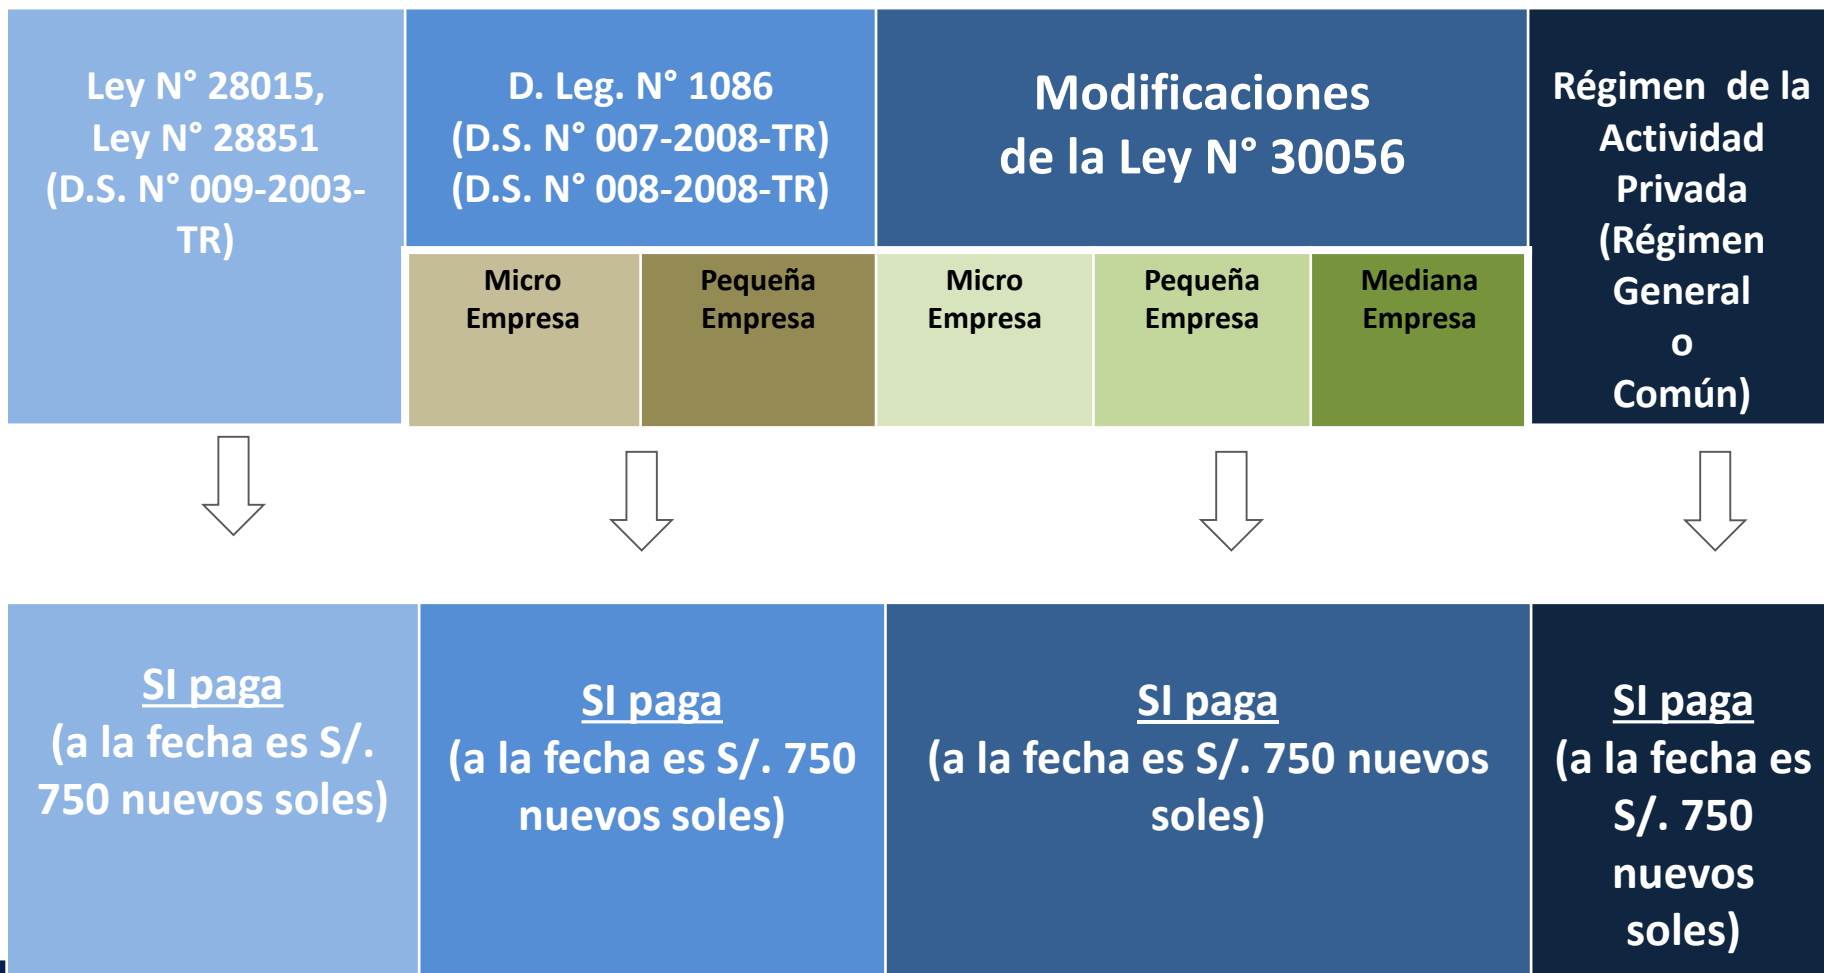 Ley N° 28015,
Ley N° 28851
(D.S. N° 009-2003-
TR)
D. Leg. N° 1086
(D.S. N° 007-2008-TR)
(D.S. N° 008-2008-TR)
Modificaciones
de la Ley N° 30056
Régimen de la
Actividad
Privada
(Régimen
General
o
Común)
Micro
Empresa
Pequeña
Empresa
Micro
Empresa
Pequeña
Empresa
Mediana
Empresa
SI paga
(a la fecha es S/.
750 nuevos soles)
SI paga
(a la fecha es S/. 750
nuevos soles)
SI paga
(a la fecha es S/. 750 nuevos
soles)
SI paga
(a la fecha es
S/. 750
nuevos
soles)